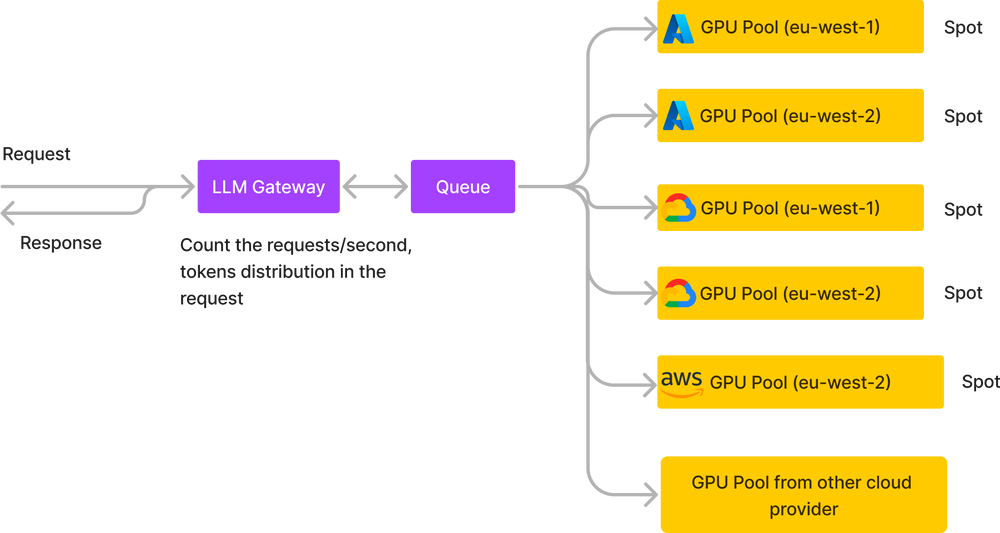 GPU Pool (eu-west-1)
Spot
GPU Pool (eu-west-2)
Spot
Request
LLM Gateway
Queue
Response
Count the requests/second,
tokens distribution in the
request
GPU Pool (eu-west-1)
Spot
GPU Pool (eu-west-2)
Spot
aws
GPU Pool (eu-west-2)
Spot
GPU Pool from other cloud
provider